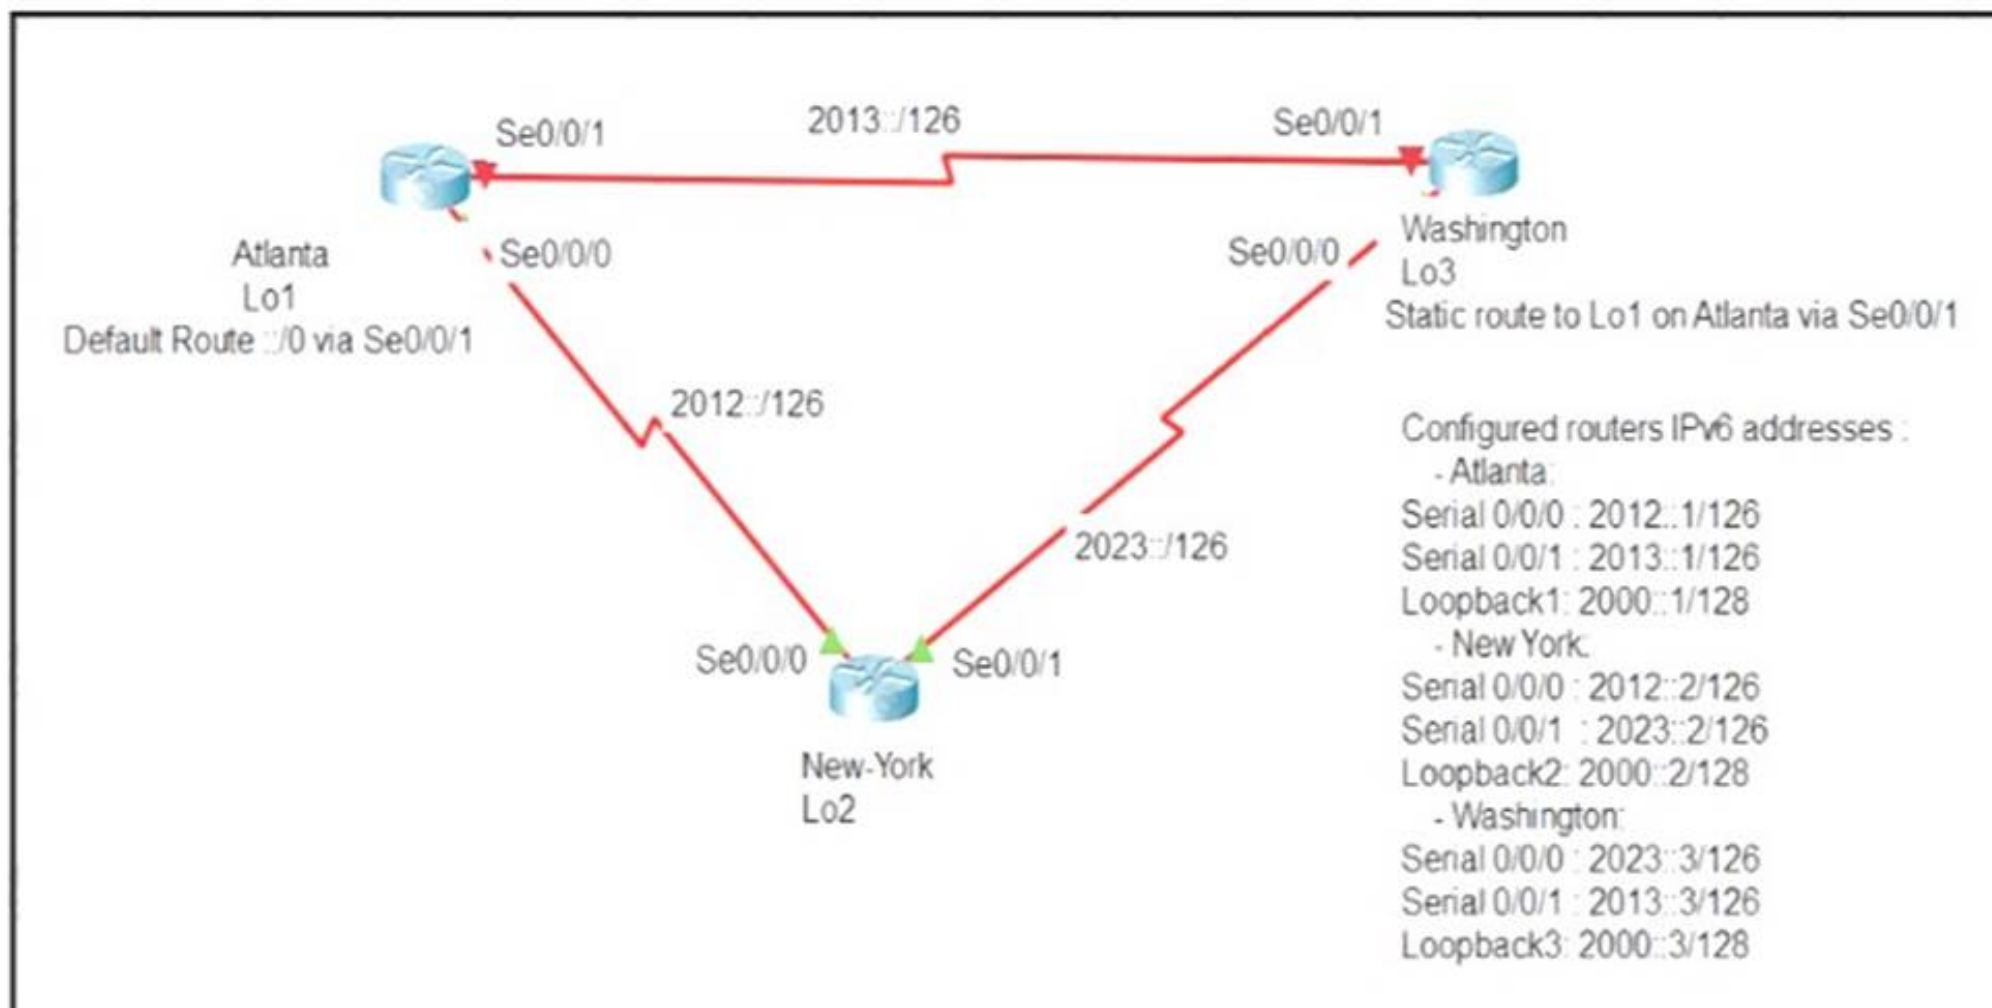 Se0/0/1
2013::/126
Se0/0/1
Atlanta
Lo1
Default Route ::/0 via Se0/0/1
Se0/0/0
Se0/0/0
Washington
Lo3
Static route to Lo1 on Atlanta via Se0/0/1
2012::/126
2023::/126
Se0/0/0
Se0/0/1
New-York
Lo2
Configured routers IPv6 addresses :
- Atlanta:
Serial 0/0/0 : 2012::1/126
Serial 0/0/1 : 2013::1/126
Loopback1: 2000::1/128
- New York:
Serial 0/0/0 : 2012::2/126
Serial 0/0/1 : 2023::2/126
Loopback2: 2000::2/128
- Washington:
Serial 0/0/0 : 2023::3/126
Serial 0/0/1 : 2013::3/126
Loopback3: 2000::3/128